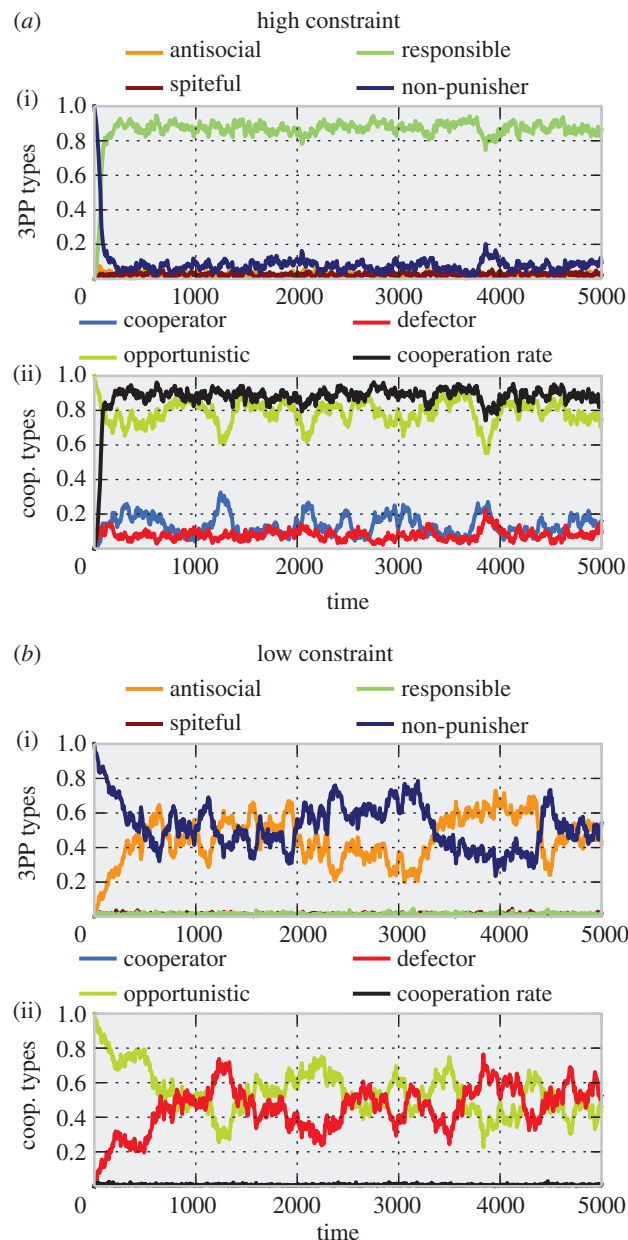 (a) high constraint
antisocial responsible
spiteful non-punisher
(i)
1.0
0.8
0.6
0.4
0.2
3PP types
0 1000 2000 3000 4000 5000
cooperator defector
opportunistic cooperation rate
(ii)
1.0
0.8
0.6
0.4
0.2
coop. types
0 1000 2000 3000 4000 5000
time
(b) low constraint
antisocial responsible
spiteful non-punisher
(i)
1.0
0.8
0.6
0.4
0.2
3PP types
0 1000 2000 3000 4000 5000
cooperator defector
opportunistic cooperation rate
(ii)
1.0
0.8
0.6
0.4
0.2
coop. types
0 1000 2000 3000 4000 5000
time